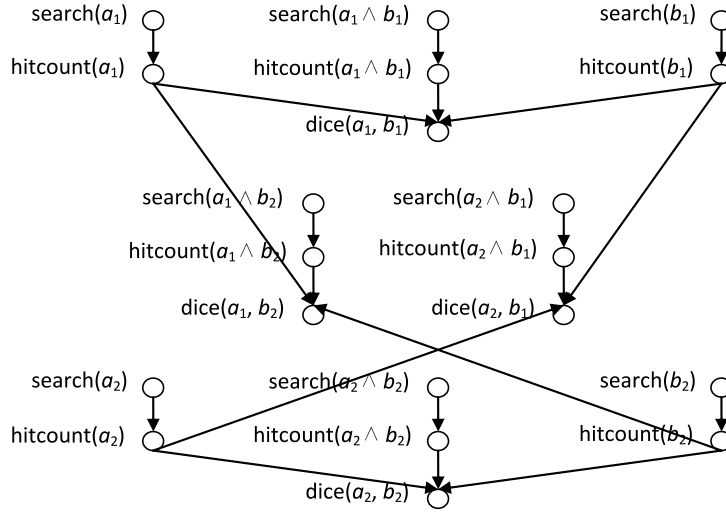 search(a₁)
search(a₁ ∧ b₁)
search(b₁)
hitcount(a₁)
hitcount(a₁ ∧ b₁)
hitcount(b₁)
dice(a₁, b₁)
search(a₁ ∧ b₂)
search(a₂ ∧ b₁)
hitcount(a₁ ∧ b₂)
hitcount(a₂ ∧ b₁)
dice(a₁, b₂)
dice(a₂, b₁)
search(a₂)
search(a₂ ∧ b₂)
search(b₂)
hitcount(a₂)
hitcount(a₂ ∧ b₂)
hitcount(b₂)
dice(a₂, b₂)